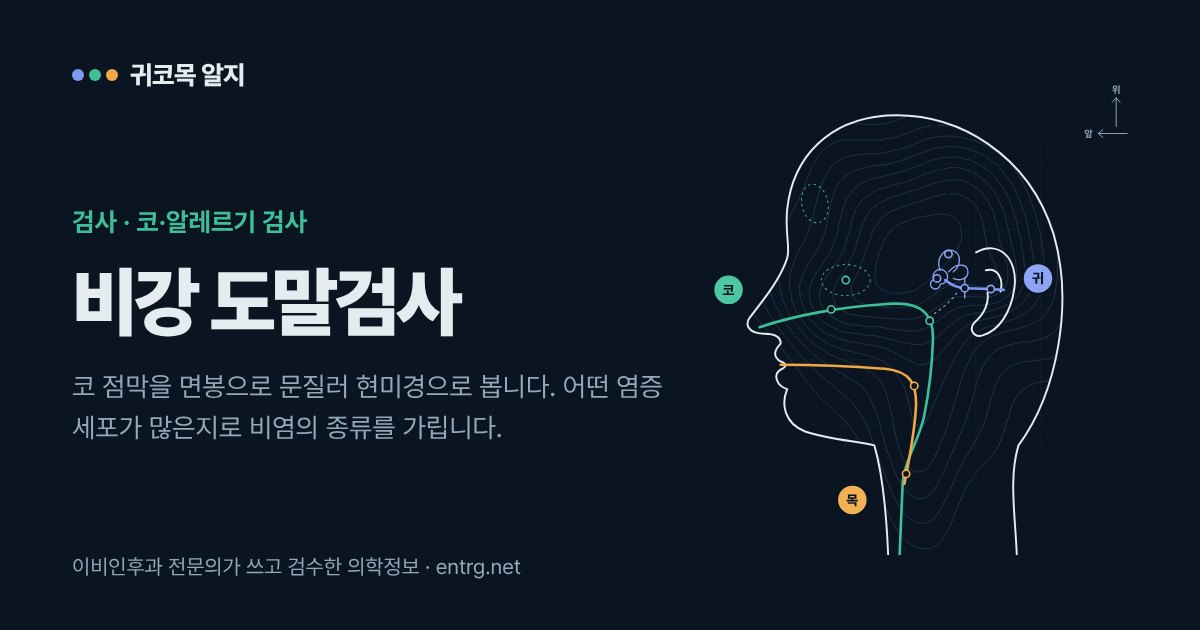 귀코목 알지
검사 · 코·알레르기 검사
비강 도말검사
코 점막을 면봉으로 문질러 현미경으로 봅니다. 어떤 염증
세포가 많은지로 비염의 종류를 가립니다.
이비인후과 전문의가 쓰고 검수한 의학정보 · entrg.net
위
앞
코
귀
목